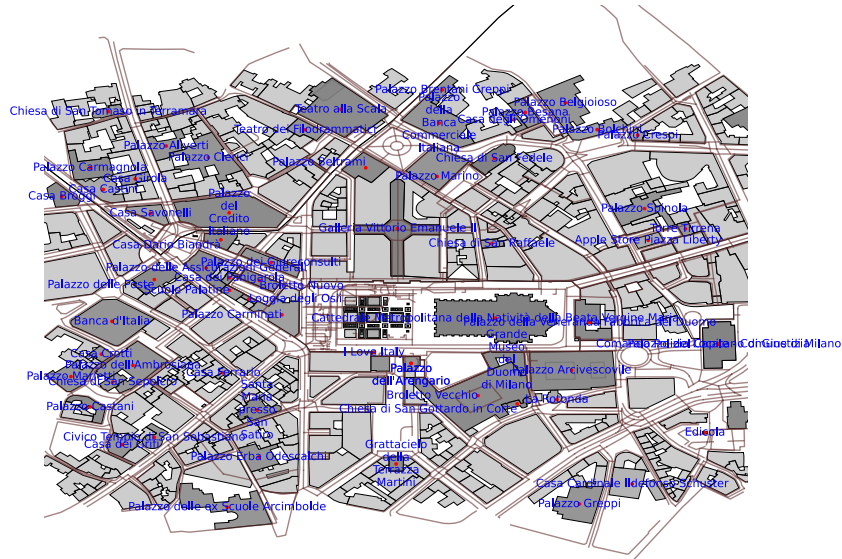 Palazzo Brentani Greppi
Teatro alla Scala
Palazzo
della
Banca
Commerciale
Italiana
Palazzo Belgioioso
Palazzo Besana
Casa degli Omenoni
Chiesa di San Tomaso in Terramara
Teatro dei Filodrammatici
Palazzo Bolchini
Palazzo Crespi
Palazzo Aliverti
Palazzo Clerici
Palazzo Beltrami
Chiesa di San Fedele
Palazzo Carmagnola
Palazzo Marino
Casa Girola
Casa Castini
Casa Broggi
Palazzo
del
Credito
Italiano
Casa Savonelli
Palazzo Spinola
Galleria Vittorio Emanuele II
Torre Tirrena
Apple Store Piazza Liberty
Casa Dario Biandrà
Chiesa di San Raffaele
Palazzo dei Giureconsulti
Palazzo delle Assicurazioni Generali
Casa dei Panigarola
Palazzo delle Poste
Scuole Palatine
Broletto Nuovo
Loggia degli Osii
Palazzo Carminati
Banca d'Italia
Cattedrale Metropolitana della Natività della Beata Vergine Maria
Palazzo della Veneranda Fabbrica del Duomo
Grande
Museo
del
Duomo
di Milano
I Love Italy
Casa Crotti
Palazzo dell'Ambrosiana
Palazzo
dell'Arengario
Palazzo Arcivescovile
Palazzo Marietti
Chiesa di San Sepolcro
Casa Ferrario
Santa
Maria
presso
San
Satiro
Broletto Vecchio
La Rotonda
Palazzo Castani
Chiesa di San Gottardo in Corte
Civico Tempio di San Sebastiano
Casa dei Grifi
Edicola
Grattacielo
della
Terrazza
Martini
Palazzo Erba Odescalchi
Casa Cardinale Ildefonso Schuster
Palazzo delle ex Scuole Arcimbolde
Palazzo Greppi